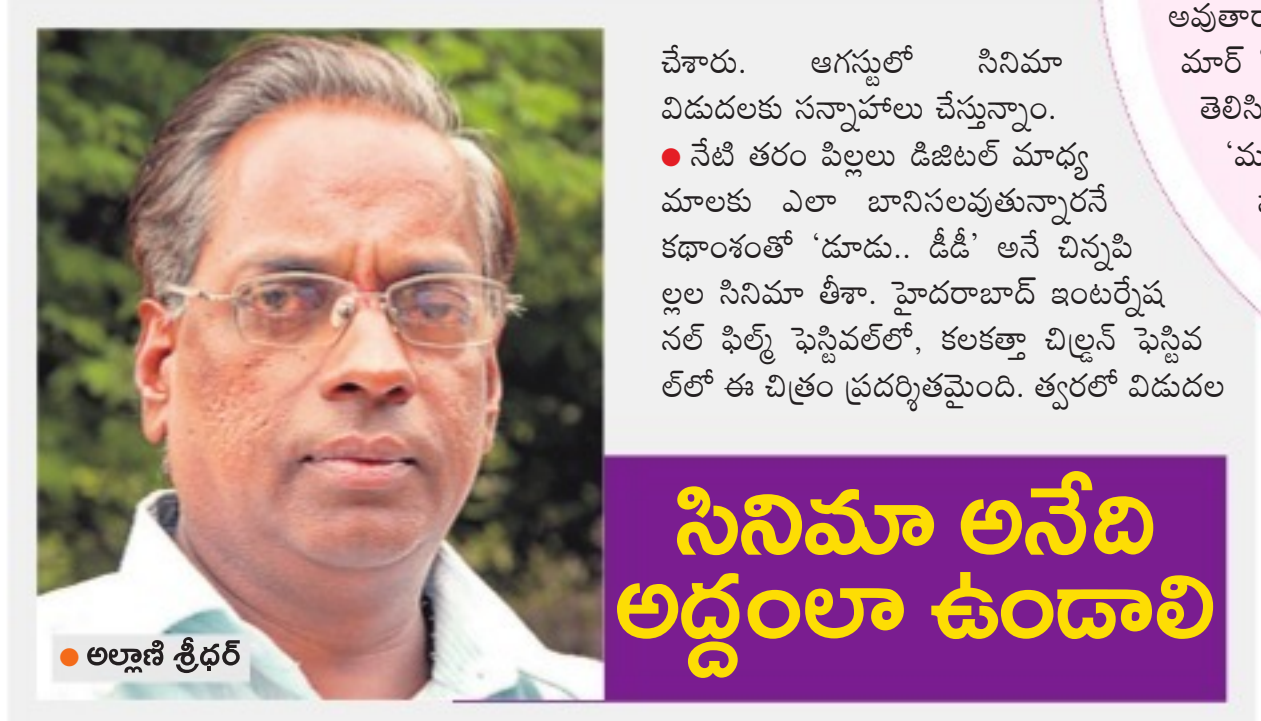 చేశారు. ఆగస్టులో సినిమా
విడుదలకు సన్నాహాలు చేస్తున్నాం.
● నేటి తరం పిల్లలు డిజిటల్ మాధ్య
మాలకు ఎలా బానిసలవుతున్నారనే
కథాంశంతో ‘డూడు.. డీడీ’ అనే చిన్నపి
ల్లల సినిమా తీశా. హైదరాబాద్ ఇంటర్నేష
నల్ ఫిల్మ్ ఫెస్టివల్‌లో, కలకత్తా చిల్డ్రన్ ఫెస్టివ
ల్‌లో ఈ చిత్రం ప్రదర్శితమైంది. త్వరలో విడుదల
సినిమా అనేది
అద్దంలా ఉండాలి
● అల్లాణి శ్రీధర్
మార్